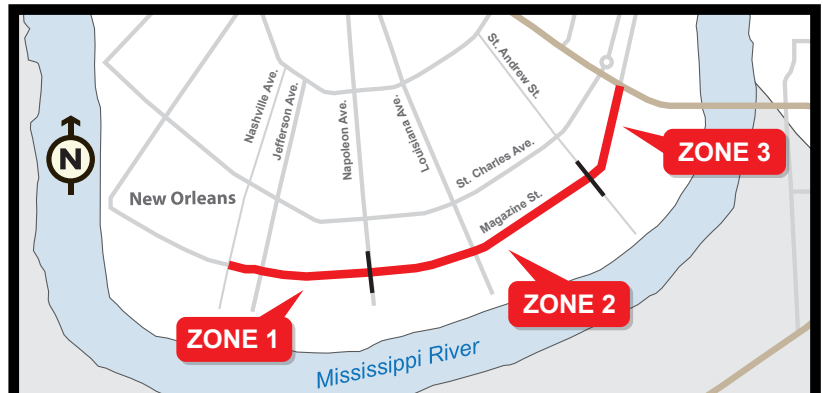 St. Andrew St.
Nashville Ave.
Jefferson Ave.
Napoleon Ave.
Louisiana Ave.
N
ZONE 3
St. Charles Ave.
New Orleans
Magazine St.
ZONE 2
ZONE 1
Mississippi River